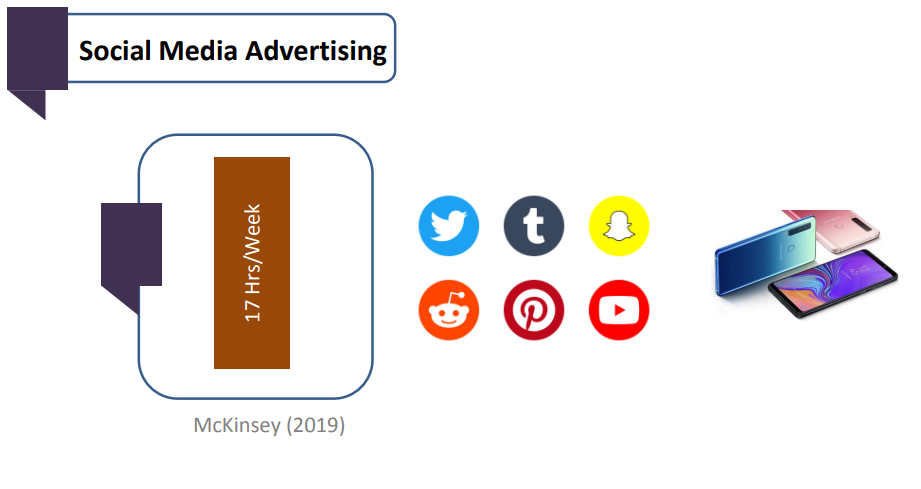 Social Media Advertising
17 Hrs/Week
McKinsey (2019)